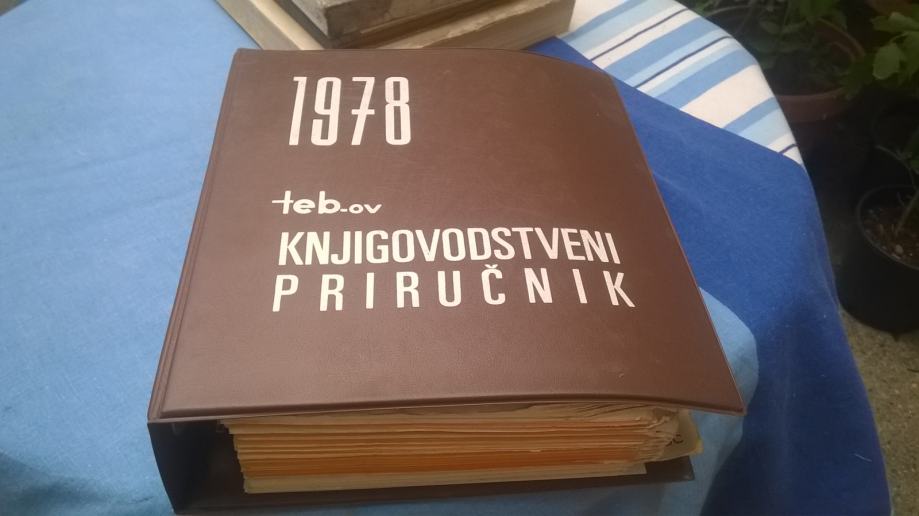 1978
teb-ov
KNJIGOVODSTVENI
PRIRUČNIK